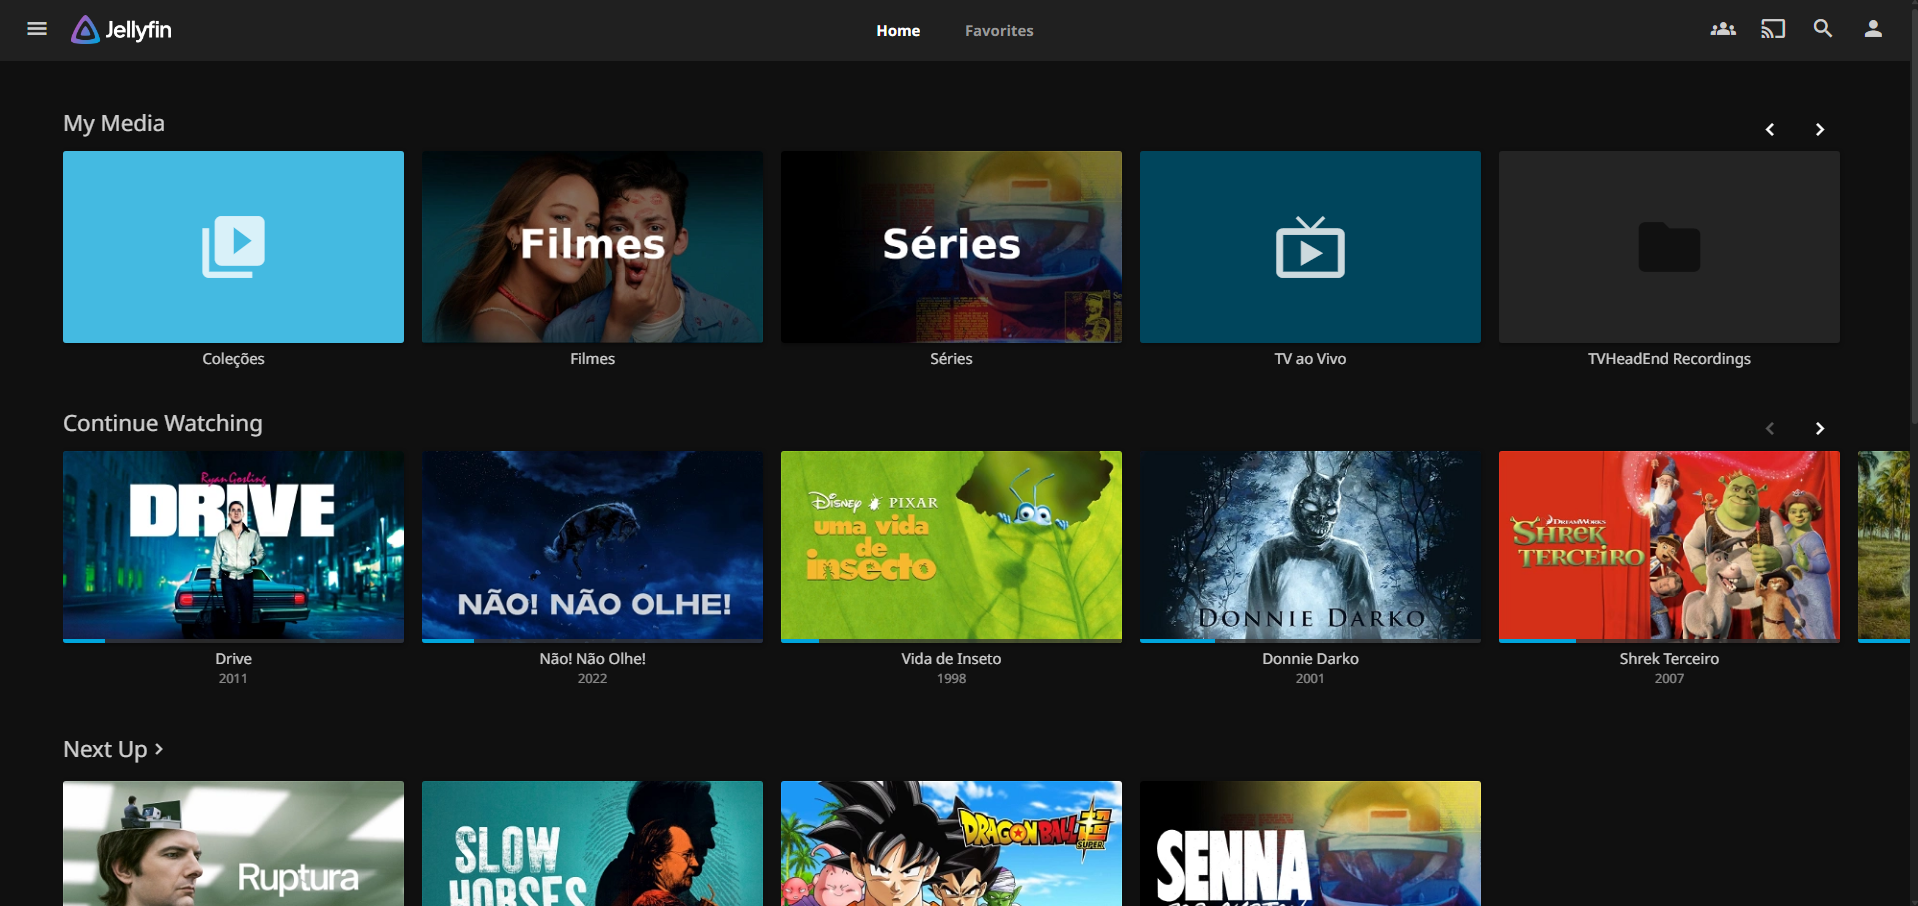 Jellyfin
Home
Favorites
My Media
Filmes
Séries
Coleções
Filmes
Séries
TV ao Vivo
TVHeadEnd Recordings
Continue Watching
Ryan Gosling
DRIVE
NÃO! NÃO OLHE!
DISNEY PIXAR
uma vida
de
insecto
DONNIE DARKO
DREAMWORKS
SHREK
TERCEIRO
Drive
2011
Não! Não Olhe!
2022
Vida de Inseto
1998
Donnie Darko
2001
Shrek Terceiro
2007
Next Up
Ruptura
SLOW
HORSES
DRAGON BALL
SUPER
SENNA